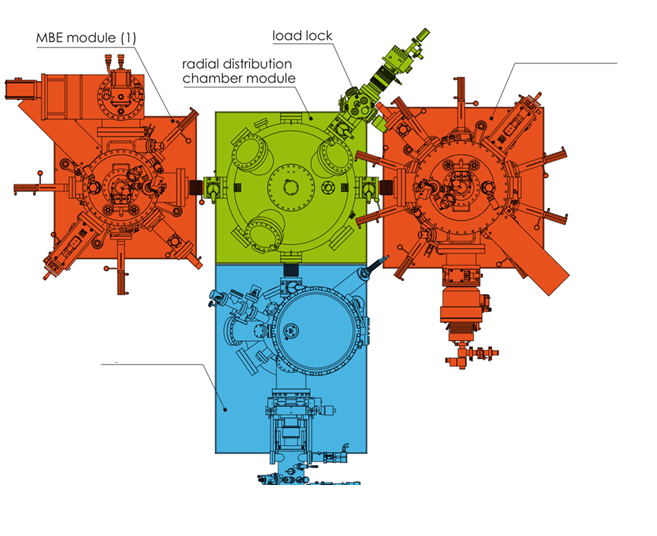 MBE module (1)
load lock
radial distribution
chamber module